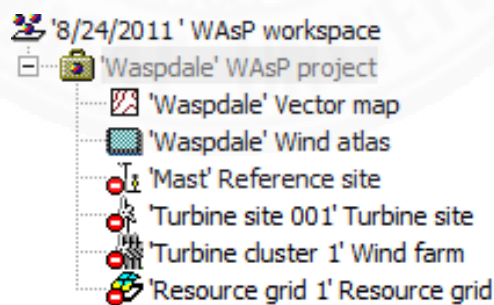 '8/24/2011 ' WAsP workspace
'Waspdale' WAsP project
'Waspdale' Vector map
'Waspdale' Wind atlas
'Mast' Reference site
'Turbine site 001' Turbine site
'Turbine cluster 1' Wind farm
'Resource grid 1' Resource grid